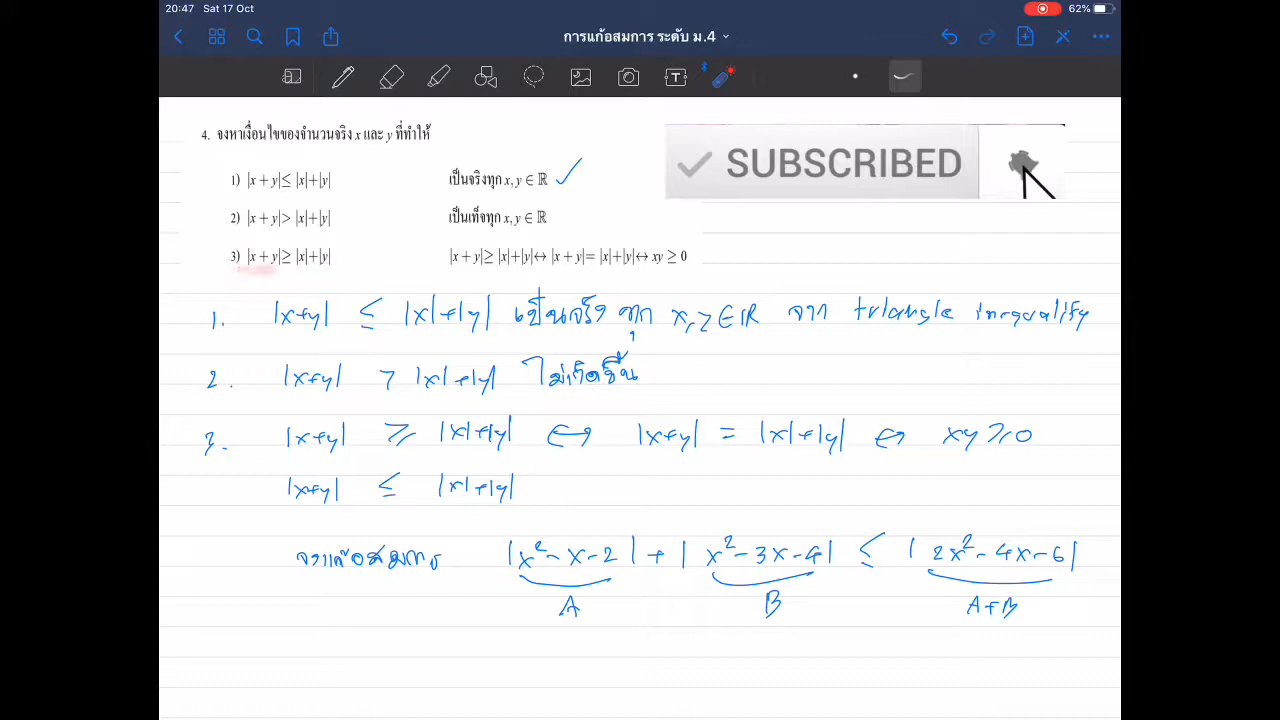 20:47 Sat 17 Oct
62%
การแก้อสมการ ระดับ ม.4
T
4. จงหาเงื่อนไขของจำนวนจริง x และ y ที่ทำให้
SUBSCRIBED
1) |x + y| ≤ |x|+|y| เป็นจริงทุก x, y ∈ ℝ ✓
2) |x + y| > |x|+|y| เป็นเท็จทุก x, y ∈ ℝ
3) |x + y| ≥ |x|+|y| |x + y| ≥ |x|+|y| ↔ |x + y| = |x|+|y| ↔ xy ≥ 0
1. |x+y| ≤ |x|+|y| เป็นจริง ทุก x,y ∈ ℝ จาก triangle inequality
2. |x+y| > |x|+|y| ไม่เกิดขึ้น
3. |x+y| ≥ |x|+|y| ↔ |x+y| = |x|+|y| ↔ xy ≥ 0
|x+y| ≤ |x|+|y|
จงแก้อสมการ |x² - x - 2| + |x² - 3x - 4| ≤ |2x² - 4x - 6|
A B A+B